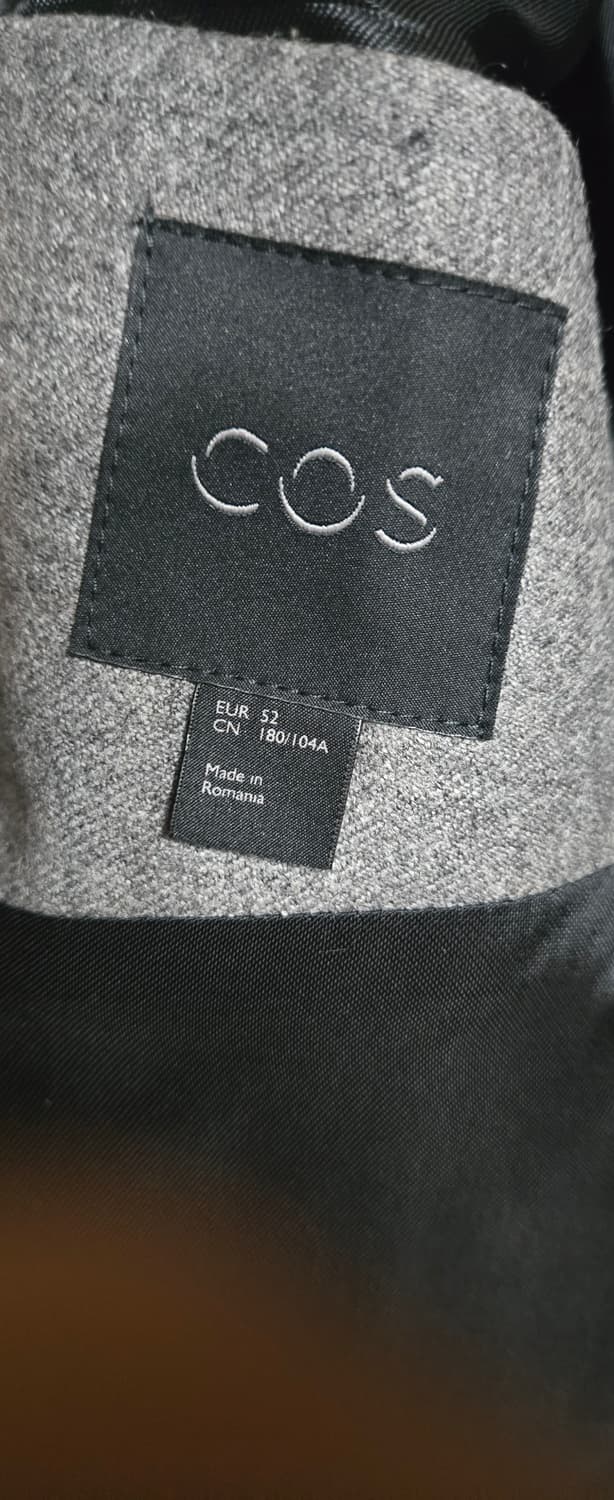 COS
EUR 52
CN 180/104A
Made in
Romania